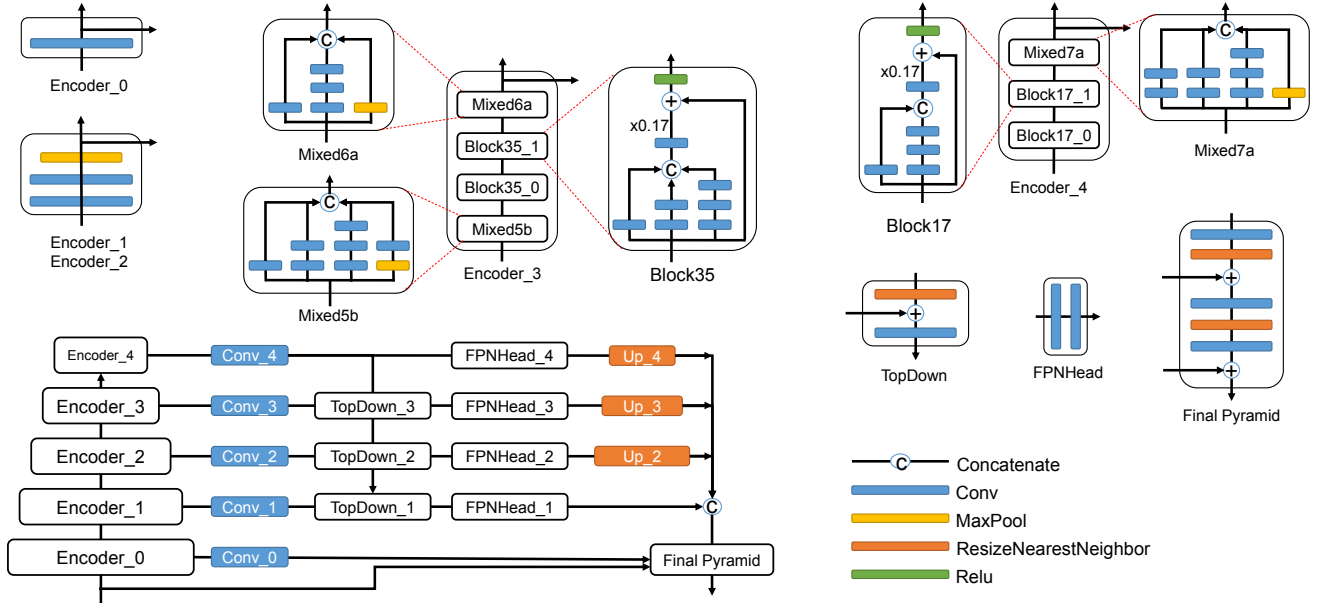 Encoder_0
Encoder_1
Encoder_2
C
Mixed6a
C
Mixed5b
Mixed6a
Block35_1
Block35_0
Mixed5b
Encoder_3
+
x0.17
C
Block35
+
x0.17
C
Block17
Mixed7a
Block17_1
Block17_0
Encoder_4
C
Mixed7a
+
TopDown
FPNHead
+
+
Final Pyramid
Encoder_4 Conv_4 FPNHead_4 Up_4
Encoder_3 Conv_3 TopDown_3 FPNHead_3 Up_3
Encoder_2 Conv_2 TopDown_2 FPNHead_2 Up_2
Encoder_1 Conv_1 TopDown_1 FPNHead_1 C
Encoder_0 Conv_0 Final Pyramid
C Concatenate
Conv
MaxPool
ResizeNearestNeighbor
Relu